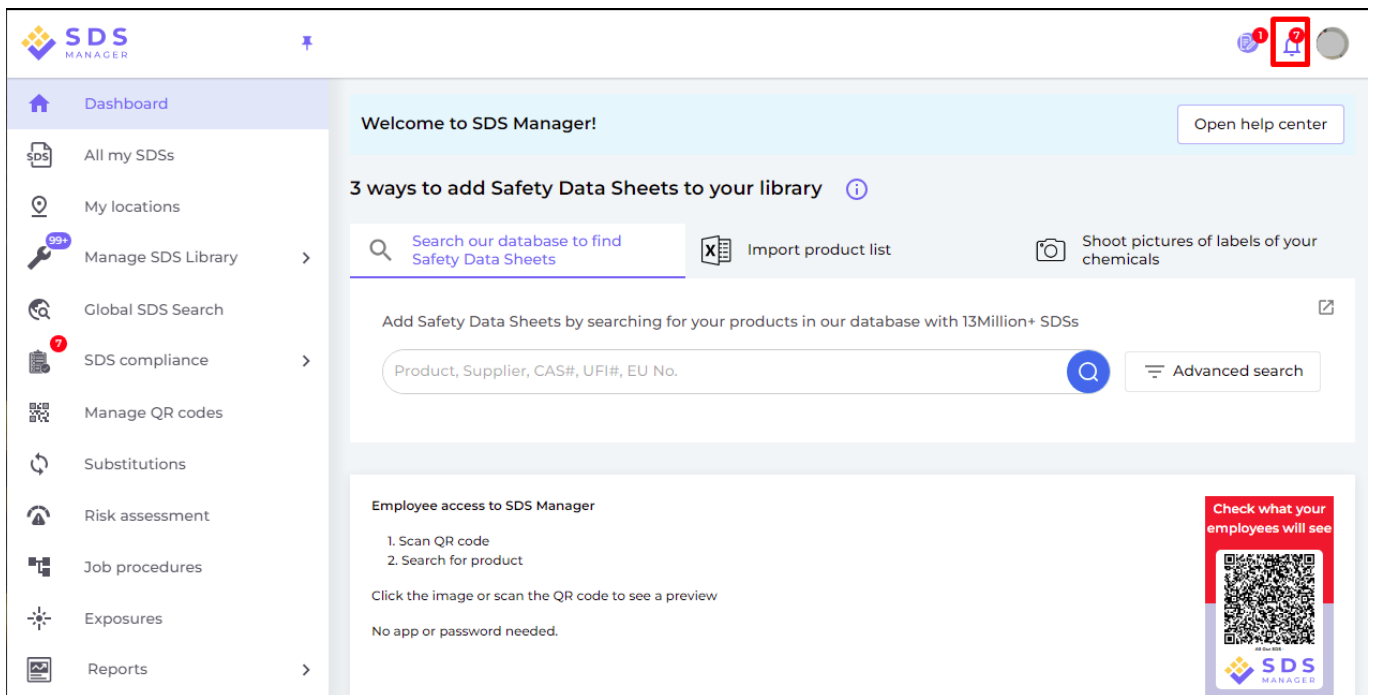 SDS
MANAGER
1
7
Dashboard
Welcome to SDS Manager!
Open help center
SDS
All my SDSs
3 ways to add Safety Data Sheets to your library
My locations
99+
Manage SDS Library
Search our database to find
Safety Data Sheets
Import product list
Shoot pictures of labels of your
chemicals
Global SDS Search
Add Safety Data Sheets by searching for your products in our database with 13Million+ SDSs
7
SDS compliance
Product, Supplier, CAS#, UFI#, EU No.
Advanced search
Manage QR codes
Substitutions
Employee access to SDS Manager
Risk assessment
1. Scan QR code
2. Search for product
Job procedures
Click the image or scan the QR code to see a preview
Exposures
No app or password needed.
Reports
Check what your
employees will see
All Our SDS
SDS
MANAGER